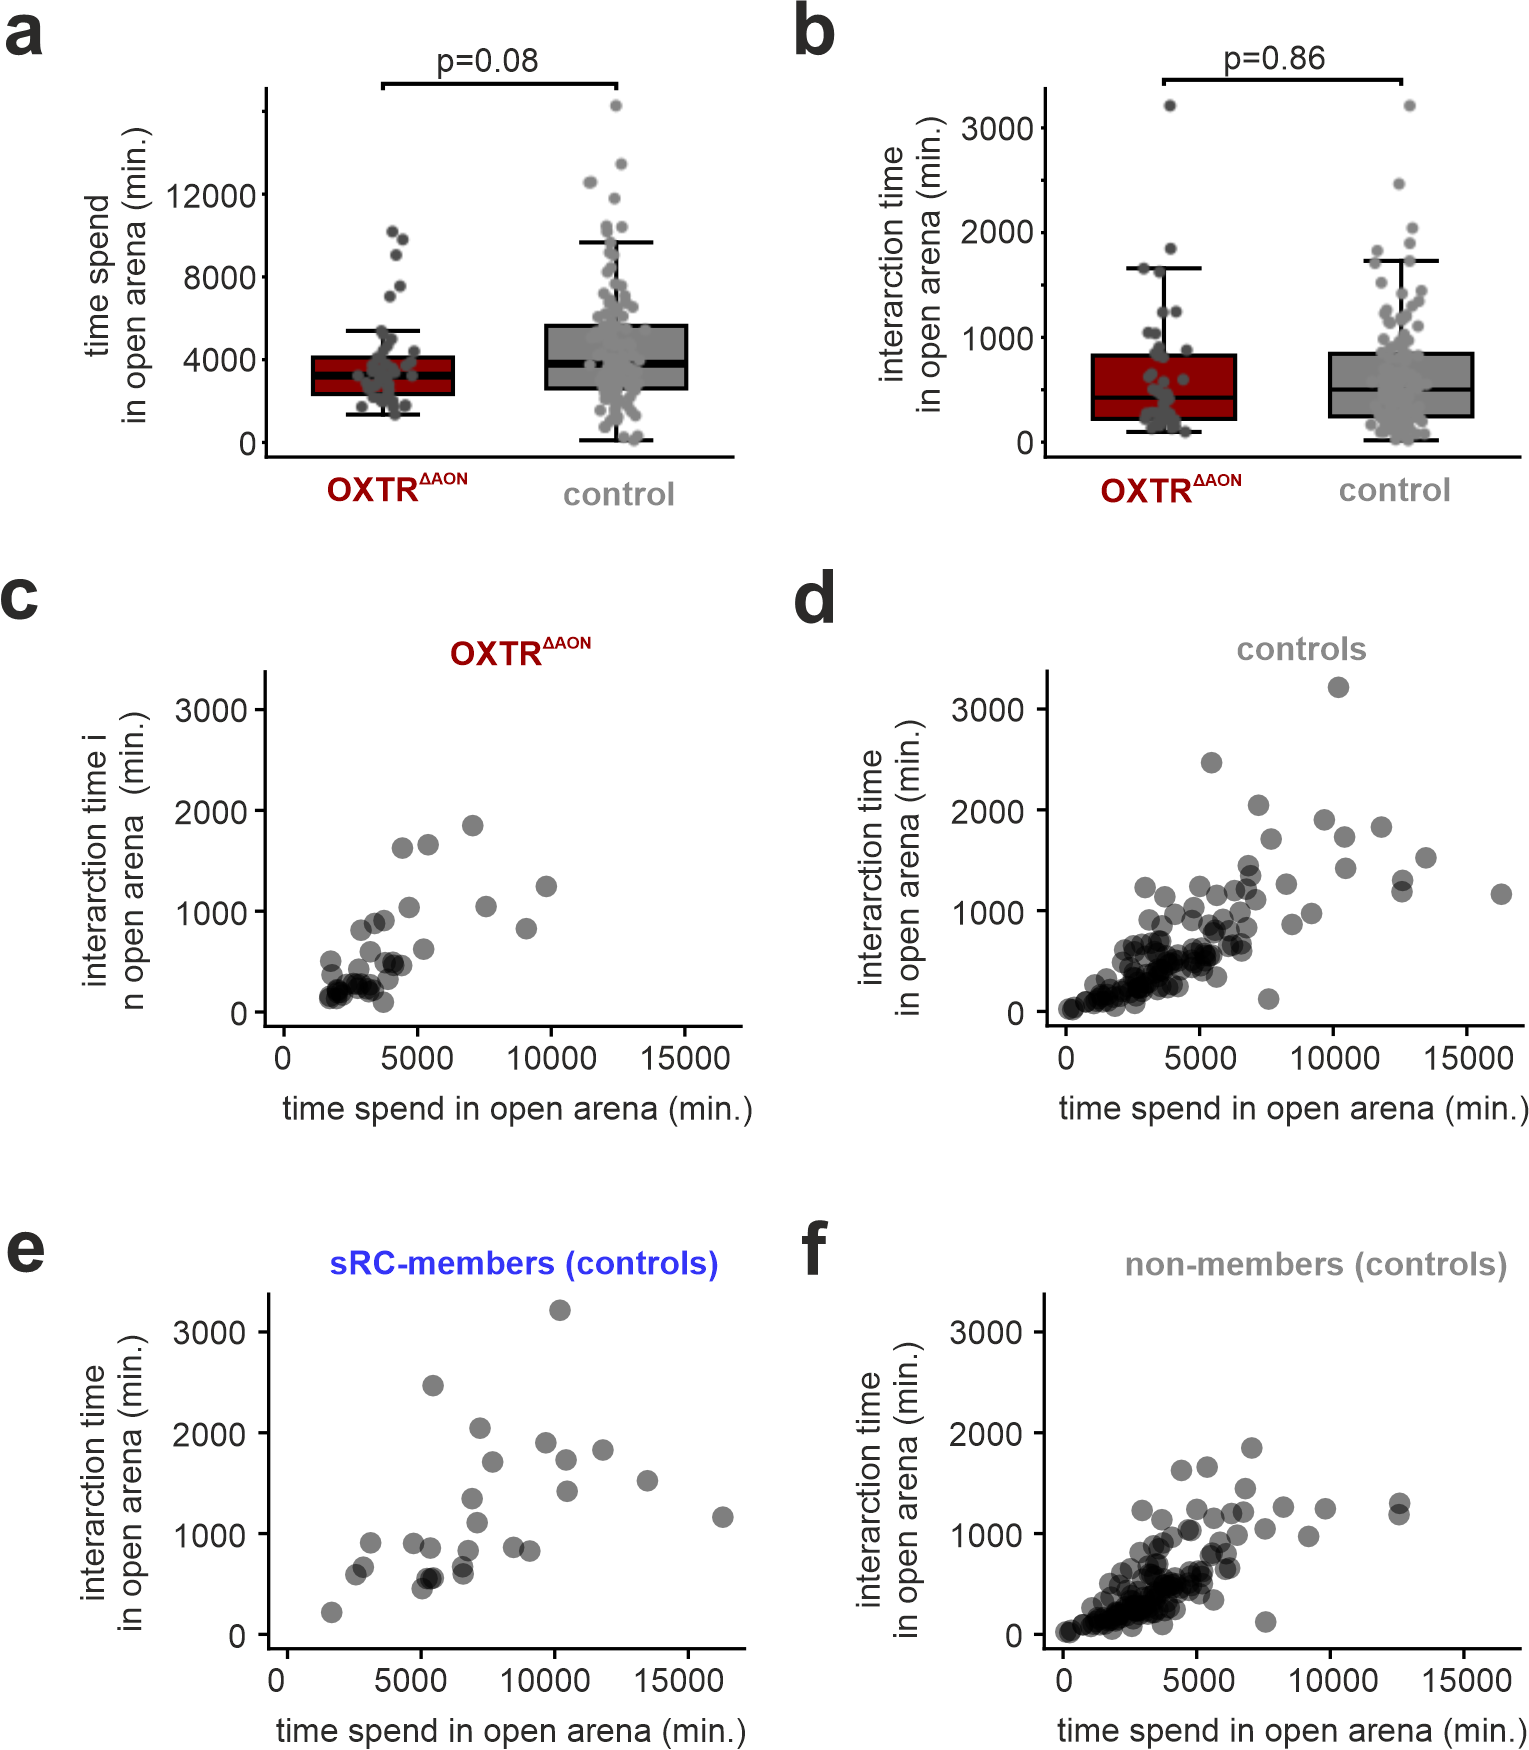 a
p=0.08
time spend
in open arena (min.)
12000
8000
4000
0
OXTRΔAON
control
b
p=0.86
interarction time
in open arena (min.)
3000
2000
1000
0
OXTRΔAON
control
c
OXTRΔAON
interarction time i
n open arena (min.)
3000
2000
1000
0
0 5000 10000 15000
time spend in open arena (min.)
d
controls
interarction time
in open arena (min.)
3000
2000
1000
0
0 5000 10000 15000
time spend in open arena (min.)
e
sRC-members (controls)
interarction time
in open arena (min.)
3000
2000
1000
0
0 5000 10000 15000
time spend in open arena (min.)
f
non-members (controls)
interarction time
in open arena (min.)
3000
2000
1000
0
0 5000 10000 15000
time spend in open arena (min.)